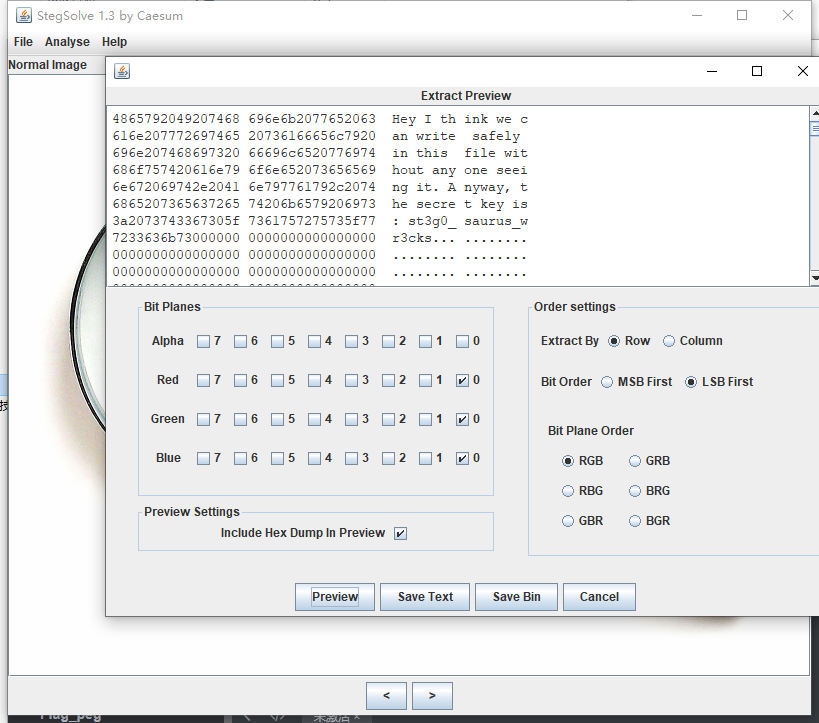 StegSolve 1.3 by Caesum
File Analyse Help
Normal Image
Extract Preview
4865792049207468 696e6b2077652063 Hey I th ink we c
616e207772697465 20736166656c7920 an write  safely
696e207468697320 66696c6520776974 in this  file wit
686f757420616e79 6f6e652073656569 hout any one seei
6e672069742e2041 6e797761792c2074 ng it. A nyway, t
6865207365637265 74206b6579206973 he secre t key is
3a2073743367305f 7361757275735f77 : st3g0_ saurus_w
7233636b73000000 0000000000000000 r3cks... ........
0000000000000000 0000000000000000 ........ ........
0000000000000000 0000000000000000 ........ ........
Bit Planes
Alpha 7 6 5 4 3 2 1 0
Red 7 6 5 4 3 2 1 0
Green 7 6 5 4 3 2 1 0
Blue 7 6 5 4 3 2 1 0
Preview Settings
Include Hex Dump In Preview
Order settings
Extract By Row Column
Bit Order MSB First LSB First
Bit Plane Order
RGB GRB
RBG BRG
GBR BGR
Preview Save Text Save Bin Cancel
< >